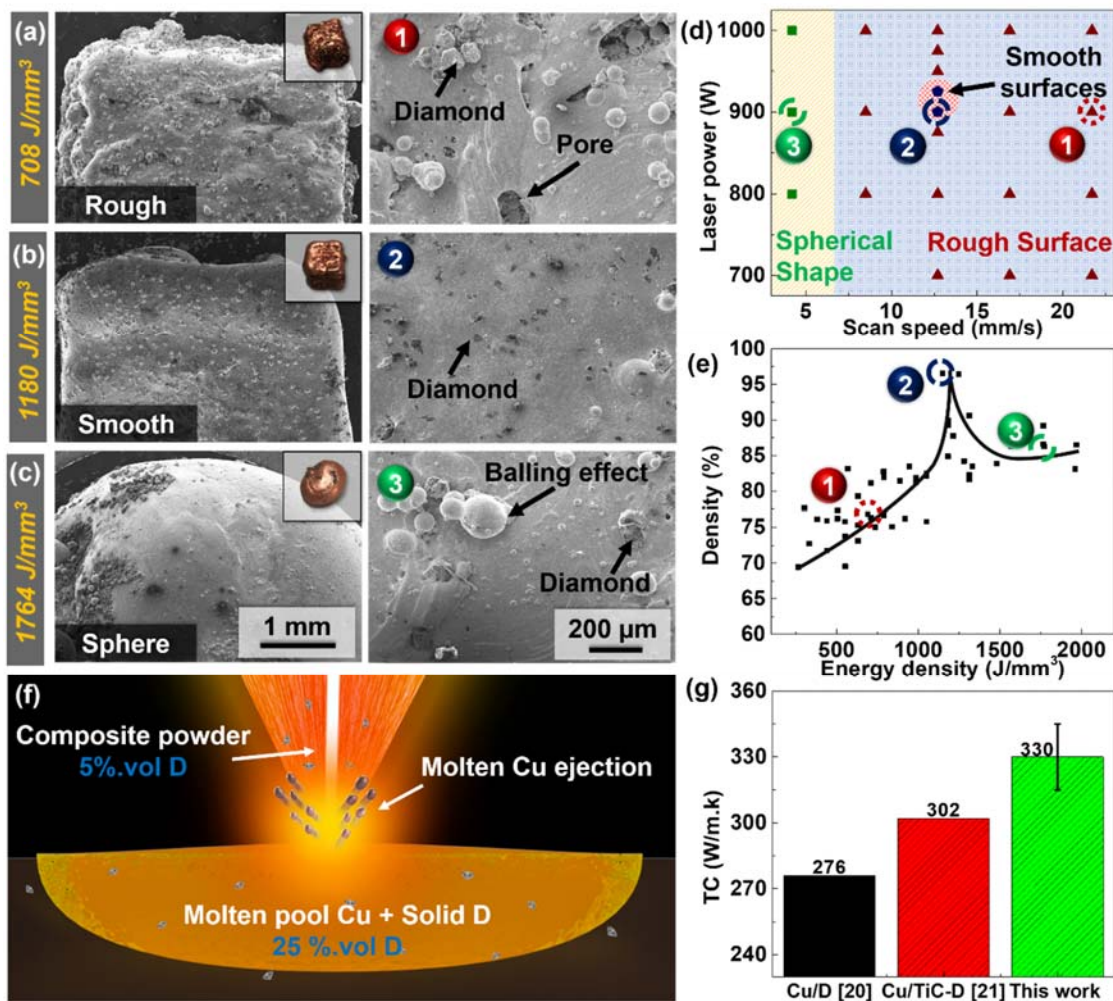 (a)
708 J/mm³
Rough
1
Diamond
Pore
(b)
1180 J/mm³
Smooth
2
Diamond
(c)
1764 J/mm³
Sphere
1 mm
3
Balling effect
Diamond
200 µm
(d)
Laser power (W)
1000
900
800
700
Smooth
surfaces
3
2
1
Spherical
Shape
Rough Surface
5
10
15
20
Scan speed (mm/s)
(e)
Density (%)
100
95
90
85
80
75
70
65
60
2
3
1
0
500
1000
1500
2000
Energy density (J/mm³)
(f)
Composite powder
5%.vol D
Molten Cu ejection
Molten pool Cu + Solid D
25 %.vol D
(g)
TC (W/m.k)
360
330
300
270
240
276
302
330
Cu/D [20]
Cu/TiC-D [21]
This work